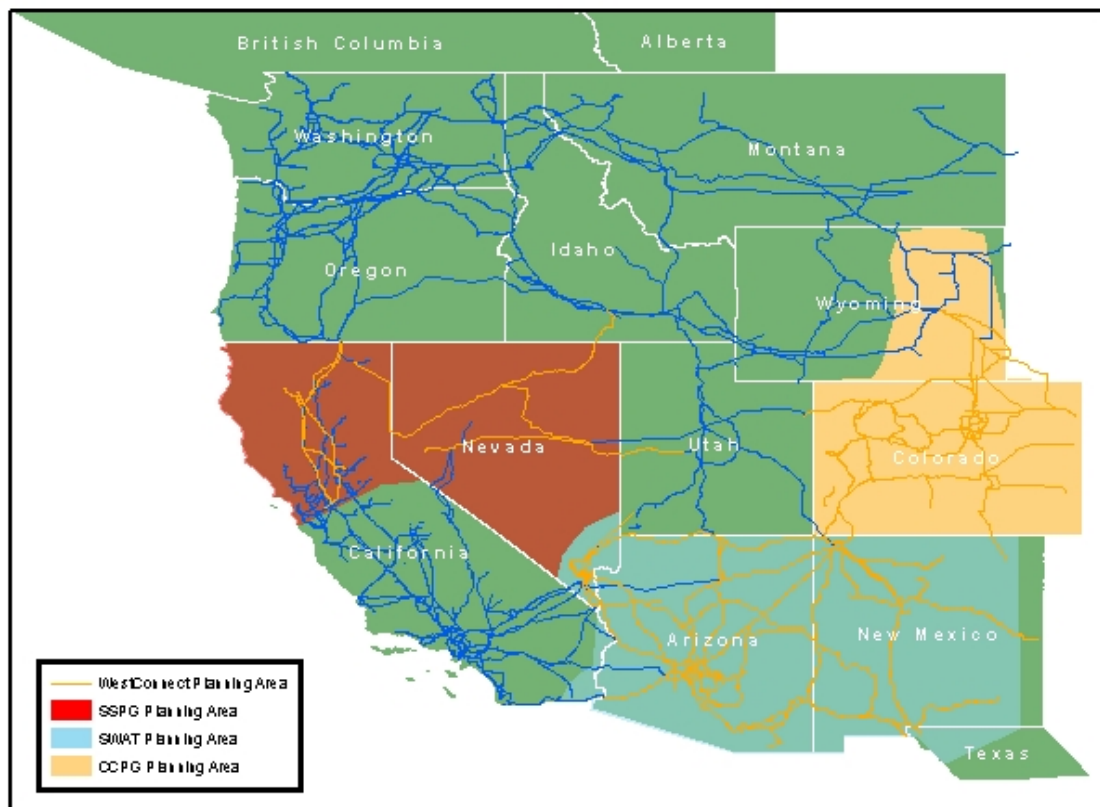 British Columbia
Alberta
Washington
Montana
Oregon
Idaho
Wyoming
Nevada
Utah
Colorado
California
Arizona
New Mexico
Texas
WestConnect Planning Area
SSPG Planning Area
SWAT Planning Area
CCPG Planning Area